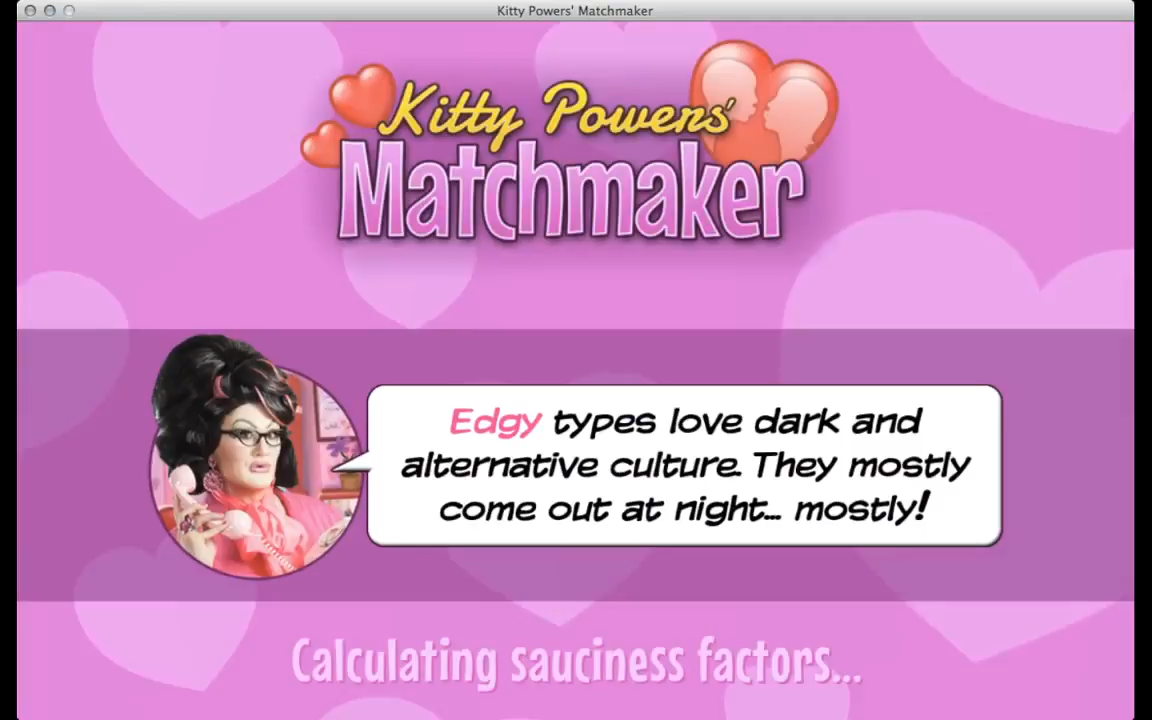 Kitty Powers' Matchmaker
Kitty Powers'
Matchmaker
Edgy types love dark and
alternative culture. They mostly
come out at night... mostly!
Calculating sauciness factors...